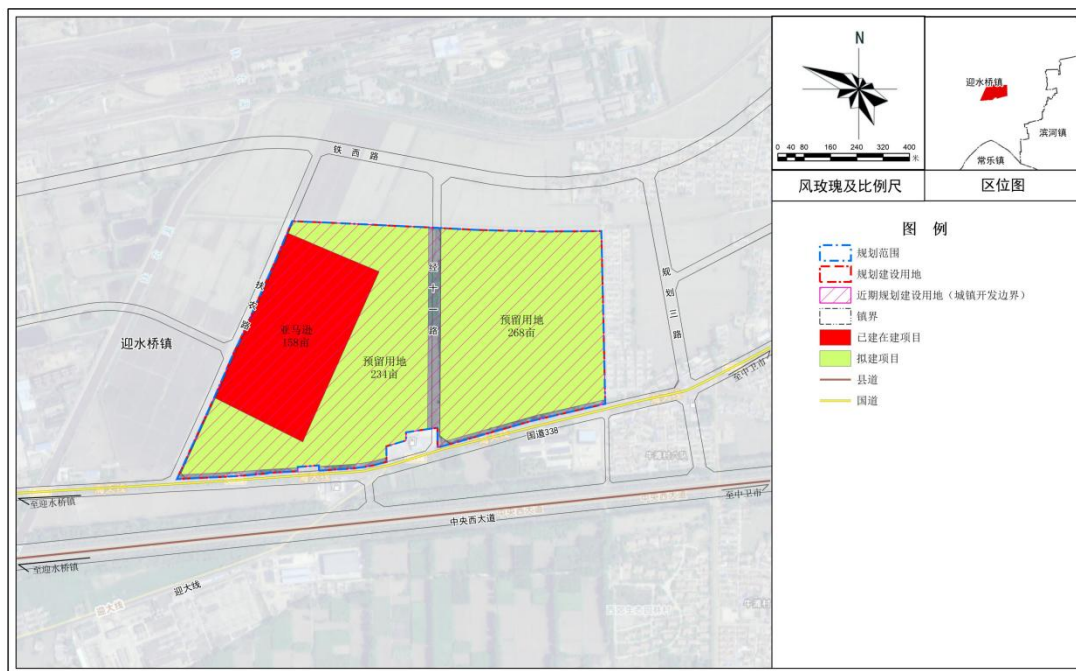 铁西路
扶农路
经十一路
规划三路
迎水桥镇
亚马逊
158亩
预留用地
234亩
预留用地
268亩
国道338
至中卫市
至迎水桥镇
中央西大道
至中卫市
至迎水桥镇
迎大线
迎大线
N
0 40 80 160 240 320 400
米
风玫瑰及比例尺
迎水桥镇
滨河镇
常乐镇
区位图
图 例
规划范围
规划建设用地
近期规划建设用地（城镇开发边界）
镇界
已建在建项目
拟建项目
县道
国道